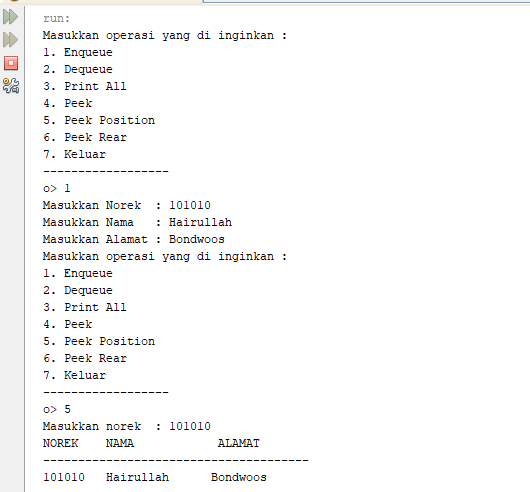 run:
Masukkan operasi yang di inginkan :
1. Enqueue
2. Dequeue
3. Print All
4. Peek
5. Peek Position
6. Peek Rear
7. Keluar
------------------
o> 1
Masukkan Norek  : 101010
Masukkan Nama   : Hairullah
Masukkan Alamat : Bondwoos
Masukkan operasi yang di inginkan :
1. Enqueue
2. Dequeue
3. Print All
4. Peek
5. Peek Position
6. Peek Rear
7. Keluar
------------------
o> 5
Masukkan norek  : 101010
NOREK    NAMA            ALAMAT
--------------------------------------
101010   Hairullah      Bondwoos